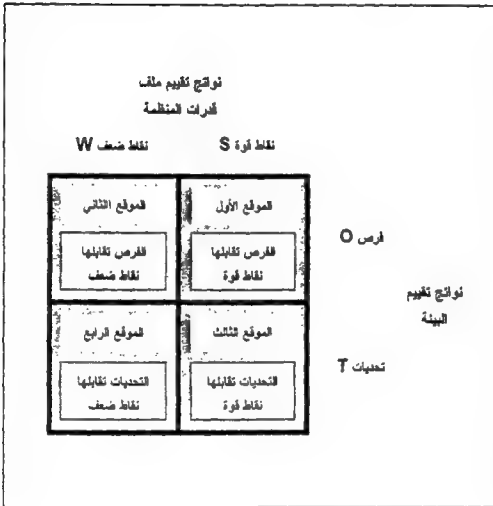 نواتج تقييم ملف
قدرات المنظمة
نقاط قوة S
نقاط ضعف W
الموقع الأول
الموقع الثاني
الفرص تقابلها
نقاط قوة
الفرص تقابلها
نقاط ضعف
فرص O
نواتج تقييم
البيئة
الموقع الثالث
الموقع الرابع
التحديات تقابلها
نقاط قوة
التحديات تقابلها
نقاط ضعف
تحديات T